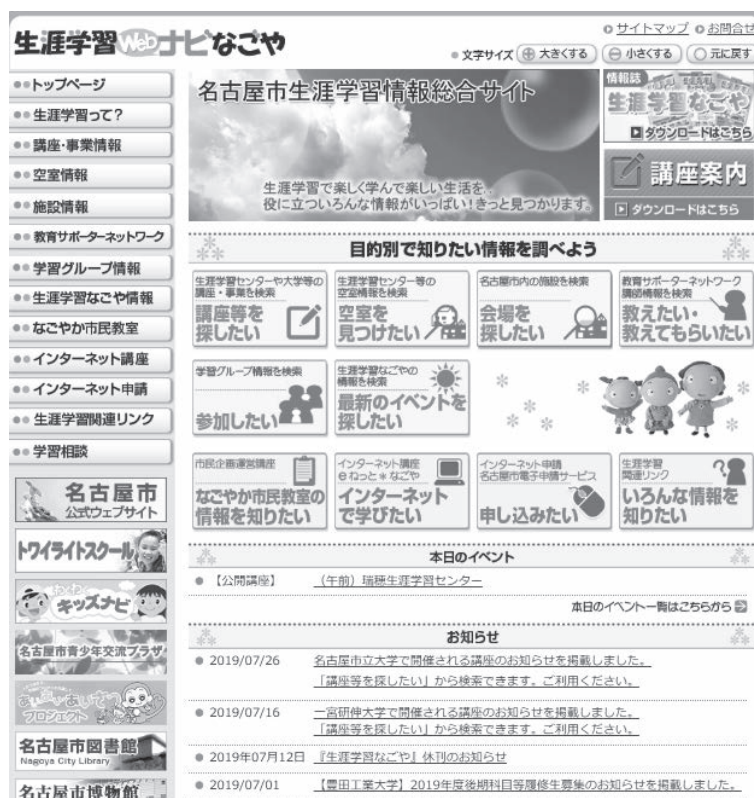 生涯学習Webナビなごや
サイトマップ お問合せ
文字サイズ 大きくする 小さくする 元に戻す
トップページ
生涯学習って?
講座・事業情報
空室情報
施設情報
教育サポーターネットワーク
学習グループ情報
生涯学習なごや情報
なごやか市民教室
インターネット講座
インターネット申請
生涯学習関連リンク
学習相談
名古屋市
公式ウェブサイト
トワイライトスクール
わくわく
キッズナビ
名古屋市青少年交流プラザ
プロジェクト
名古屋市図書館
Nagoya City Library
名古屋市博物館
名古屋市生涯学習情報総合サイト
生涯学習で楽しく学んで楽しい生活を。
役に立ついろんな情報がいっぱい!きっと見つかります。
情報誌
生涯学習なごや
ダウンロードはこちら
講座案内
ダウンロードはこちら
目的別で知りたい情報を調べよう
生涯学習センターや大学等の
講座・事業を検索
講座等を
探したい
生涯学習センター等の
空室情報を検索
空室を
見つけたい
名古屋市内の施設を検索
会場を
探したい
教育サポーターネットワーク
講師情報を検索
教えたい・
教えてもらいたい
学習グループ情報を検索
参加したい
生涯学習なごやの
情報を検索
最新のイベントを
探したい
市民企画運営講座
なごやか市民教室の
情報を知りたい
インターネット講座
eねっと*なごや
インターネット
で学びたい
インターネット申請
名古屋市電子申請サービス
申し込みたい
生涯学習
関連リンク
いろんな情報を
知りたい
本日のイベント
【公開講座】 (午前)瑞穂生涯学習センター
本日のイベント一覧はこちらから
お知らせ
2019/07/26 名古屋市立大学で開催される講座のお知らせを掲載しました。
「講座等を探したい」から検索できます。ご利用ください。
2019/07/16 一宮研伸大学で開催される講座のお知らせを掲載しました。
「講座等を探したい」から検索できます。ご利用ください。
2019年07月12日 『生涯学習なごや』休刊のお知らせ
2019/07/01 【豊田工業大学】2019年度後期科目等履修生募集のお知らせを掲載しました。